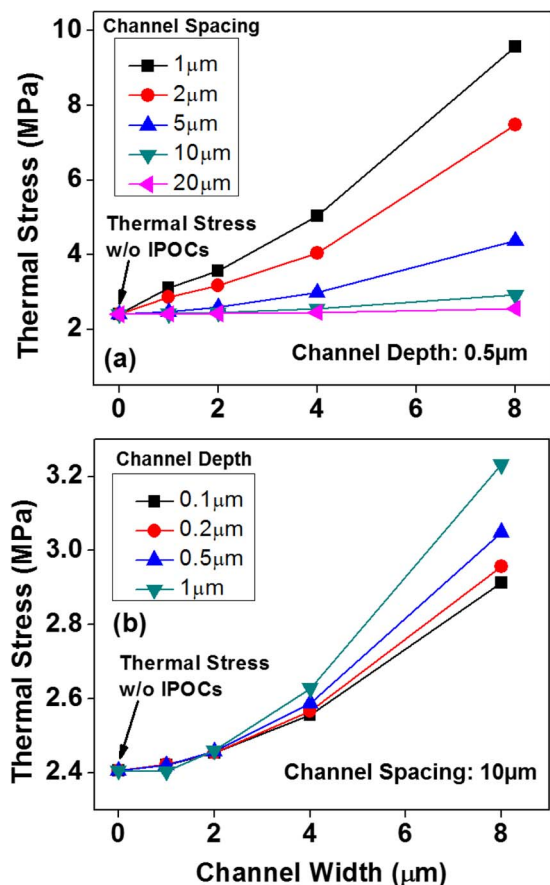 Channel Spacing
1μm
2μm
5μm
10μm
20μm
Thermal Stress
w/o IPOCs
(a)
Channel Depth: 0.5μm
Thermal Stress (MPa)
10
8
6
4
2
0 2 4 6 8
Channel Depth
0.1μm
0.2μm
0.5μm
1μm
(b)
Thermal Stress
w/o IPOCs
Channel Spacing: 10μm
Thermal Stress (MPa)
3.2
3.0
2.8
2.6
2.4
0 2 4 6 8
Channel Width (μm)